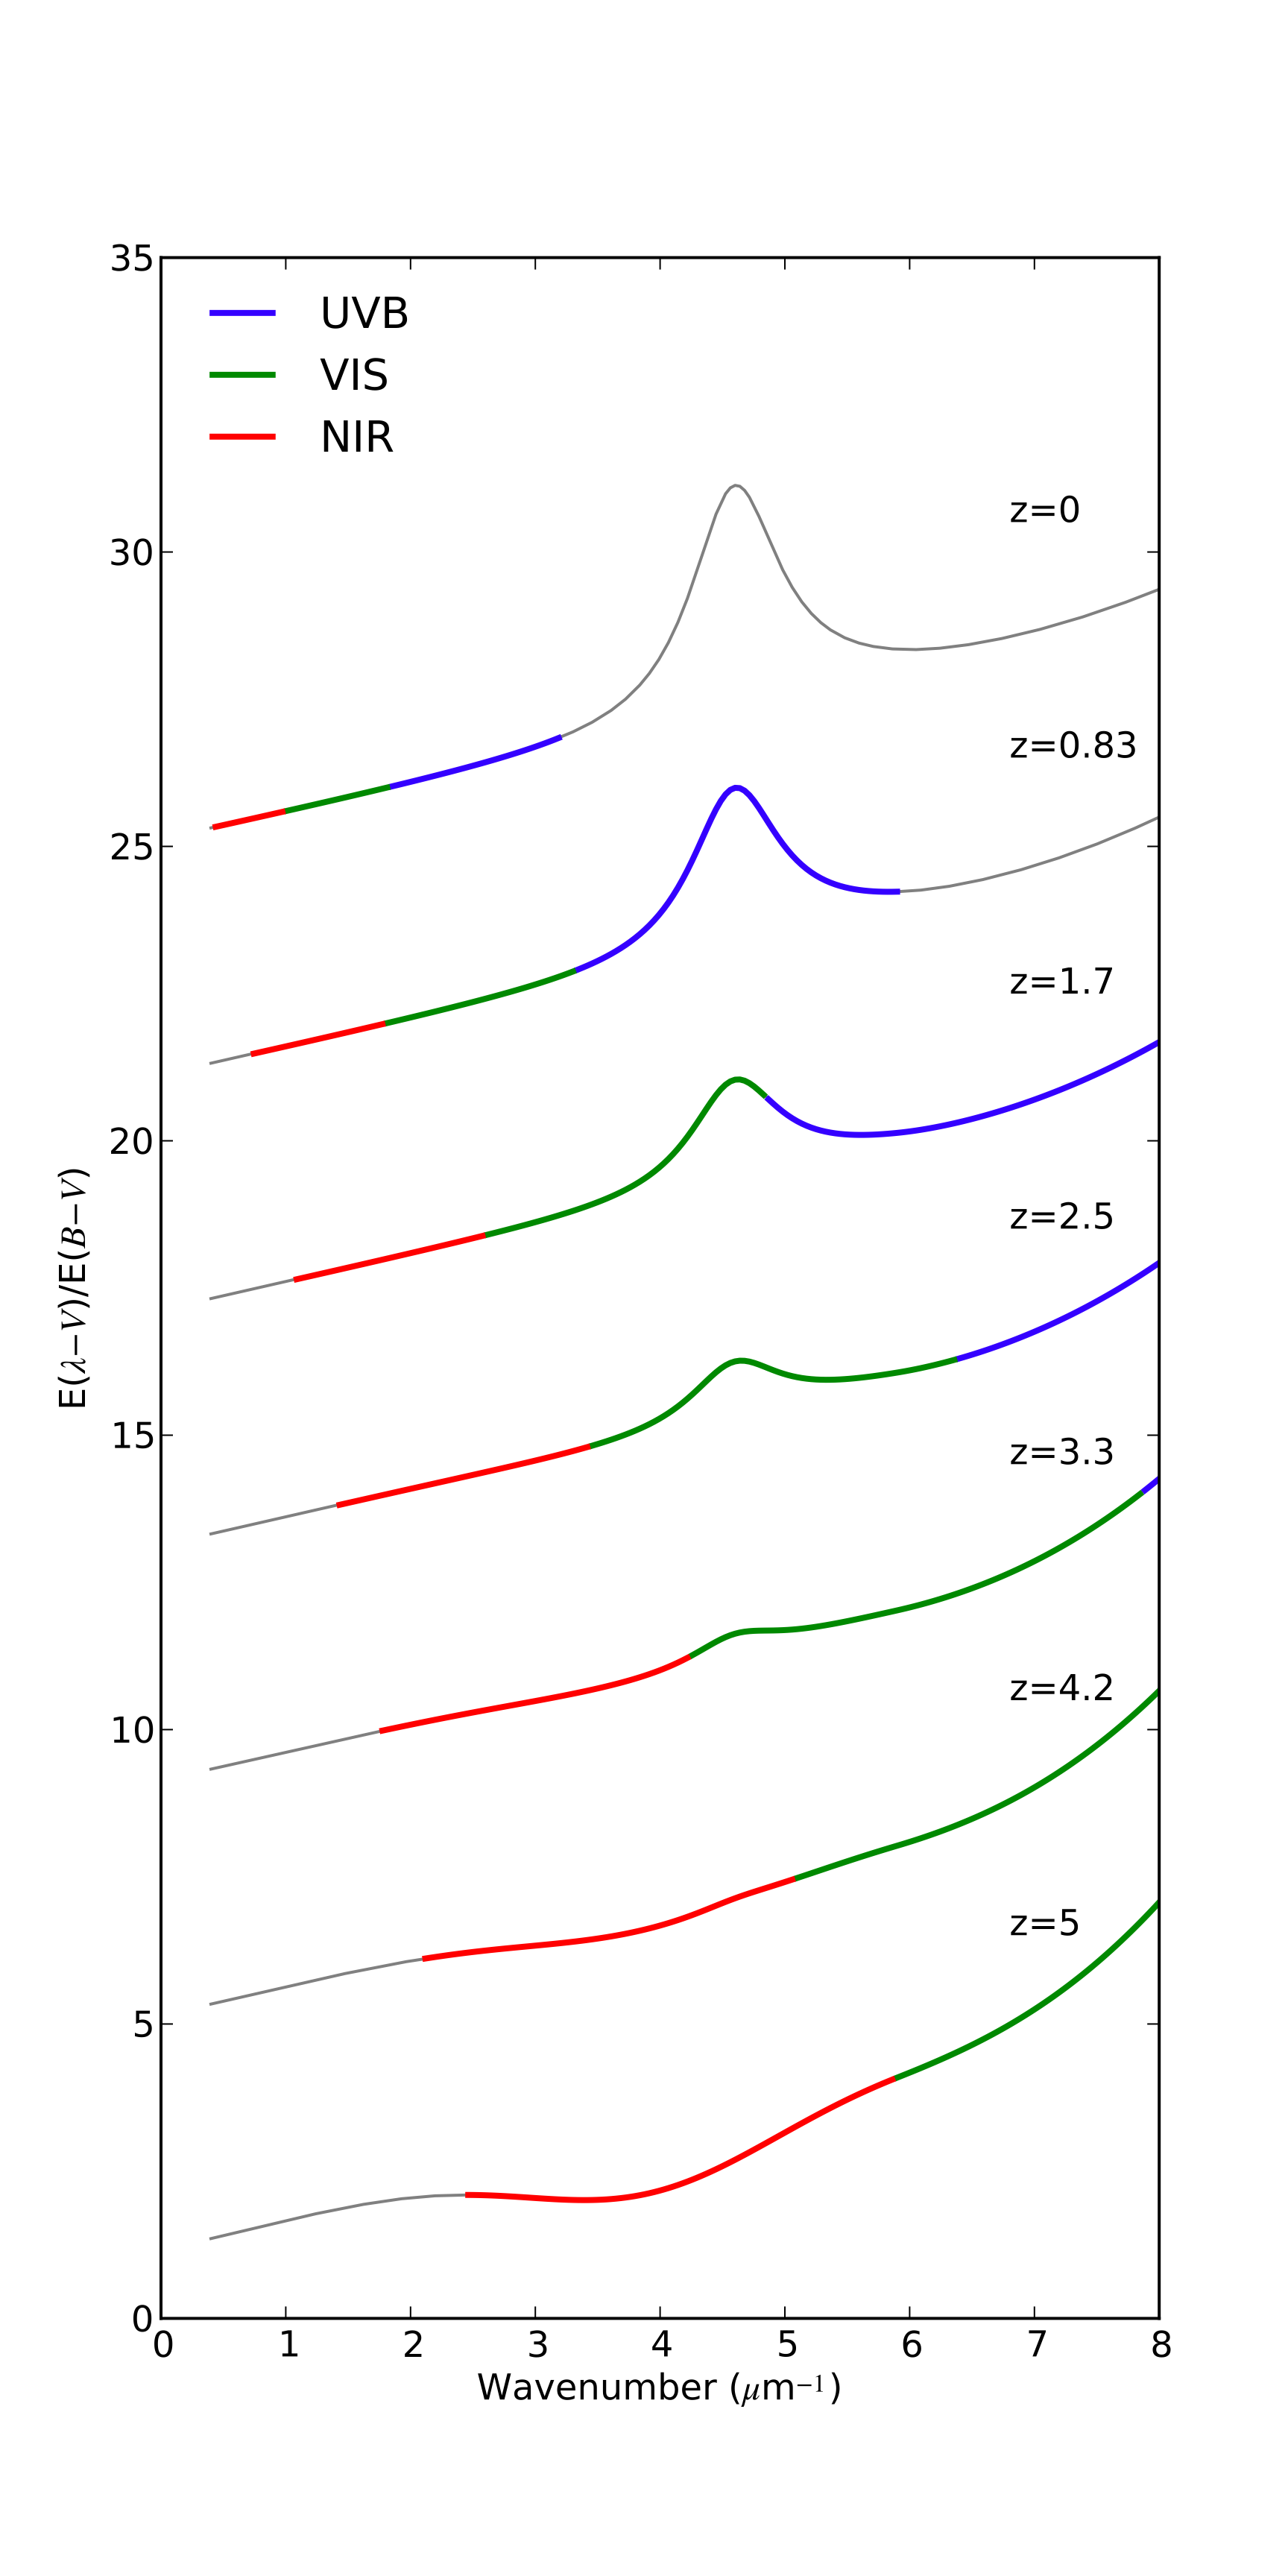 35
UVB
VIS
NIR
z=0
30
z=0.83
25
z=1.7
20
z=2.5
15
z=3.3
10
z=4.2
5
z=5
0
0 1 2 3 4 5 6 7 8
Wavenumber (μm⁻¹)
E(λ−V)/E(B−V)